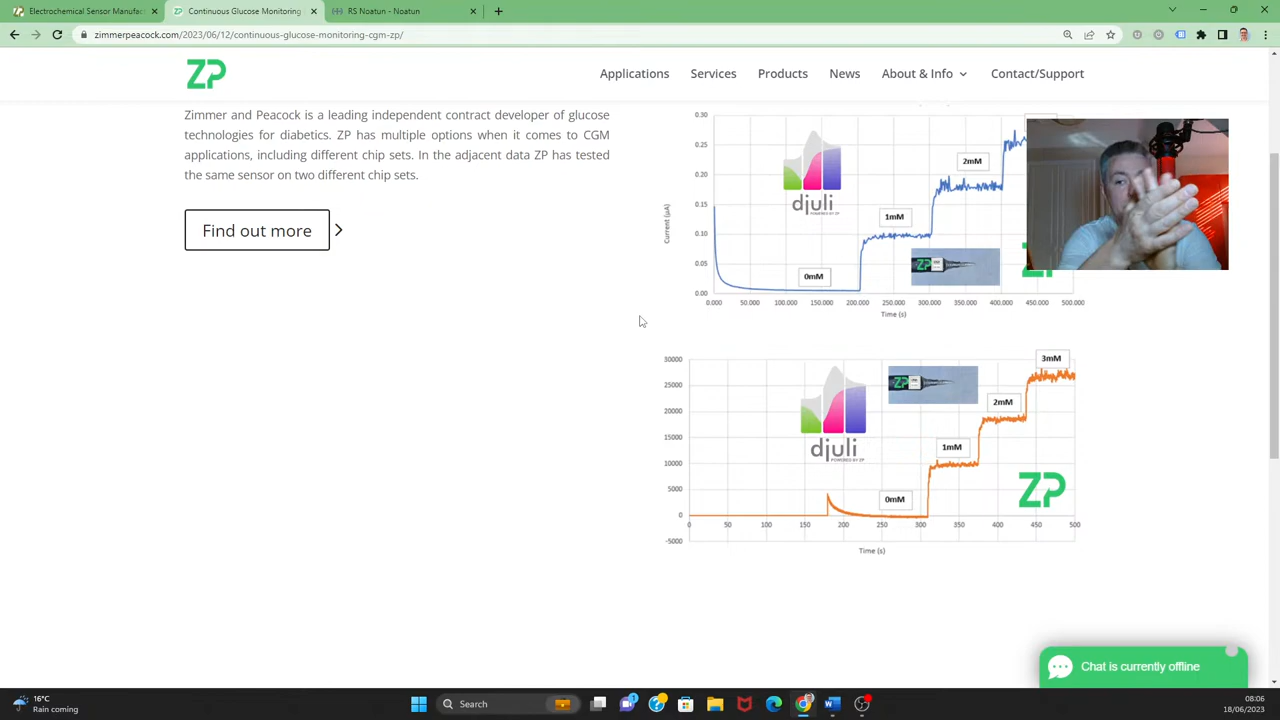 Electrochemical Sensor Manufac
Continuous Glucose Monitoring
RS Noatun - Noatun
zimmerpeacock.com/2023/06/12/continuous-glucose-monitoring-cgm-zp/
ZP
Applications
Services
Products
News
About & Info
Contact/Support
Zimmer and Peacock is a leading independent contract developer of glucose
technologies for diabetics. ZP has multiple options when it comes to CGM
applications, including different chip sets. In the adjacent data ZP has tested
the same sensor on two different chip sets.
Find out more
0.30
0.25
0.20
0.15
0.10
0.05
0.00
Current (µA)
djuli
POWERED BY ZP
0mM
1mM
2mM
ZP
0.000 50.000 100.000 150.000 200.000 250.000 300.000 350.000 400.000 450.000 500.000
Time (s)
30000
25000
20000
15000
10000
5000
0
-5000
djuli
POWERED BY ZP
ZP
0mM
1mM
2mM
3mM
ZP
0 50 100 150 200 250 300 350 400 450 500
Time (s)
Chat is currently offline
16°C
Rain coming
Search
08:06
18/06/2023